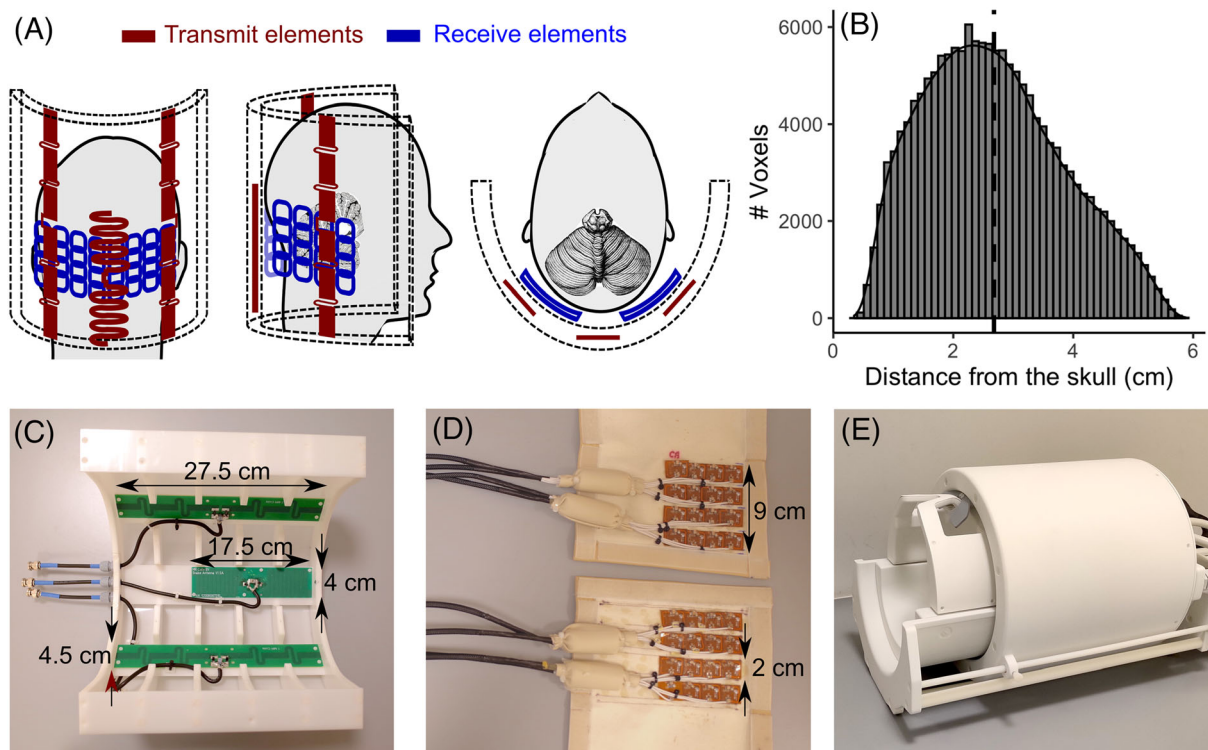 (A)
Transmit elements
Receive elements
(B)
# Voxels
6000
4000
2000
0
0
2
4
6
Distance from the skull (cm)
(C)
27.5 cm
17.5 cm
4 cm
4.5 cm
(D)
9 cm
2 cm
(E)